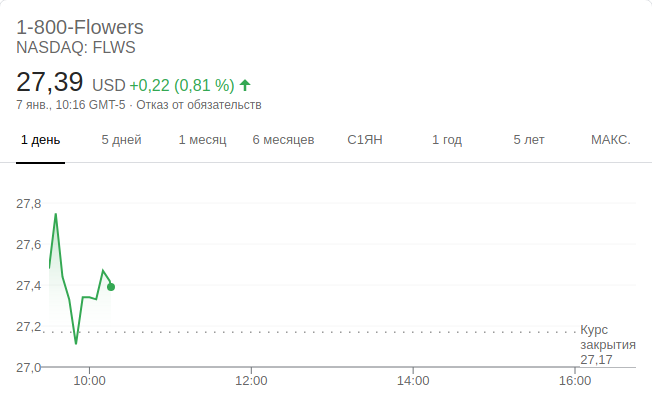 1-800-Flowers
NASDAQ: FLWS
27,39 USD +0,22 (0,81 %)
7 янв., 10:16 GMT-5 · Отказ от обязательств
1 день 5 дней 1 месяц 6 месяцев С1ЯН 1 год 5 лет МАКС.
27,8
27,6
27,4
27,2
Курс
закрытия
27,17
27,0
10:00 12:00 14:00 16:00